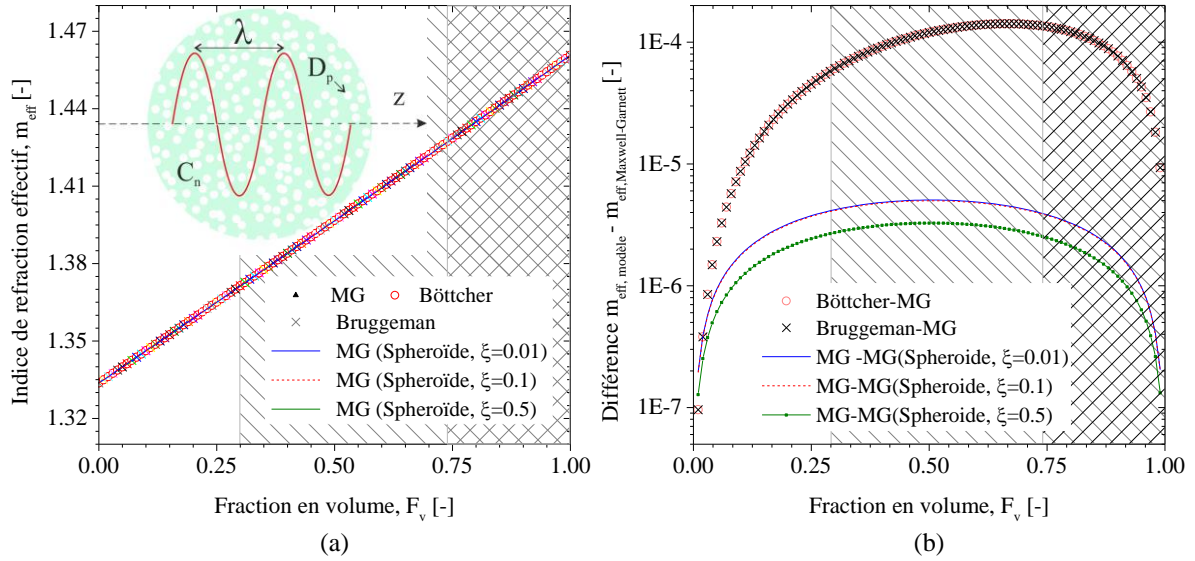 1.47
1.44
1.41
1.38
1.35
1.32
Indice de refraction effectif, m_eff [-]
λ
D_p
z
C_n
MG
Böttcher
Bruggeman
MG (Spheroïde, ξ=0.01)
MG (Spheroïde, ξ=0.1)
MG (Spheroïde, ξ=0.5)
0.00 0.25 0.50 0.75 1.00
Fraction en volume, F_v [-]
(a)
1E-4
1E-5
1E-6
1E-7
Différence m_eff, modèle - m_eff,Maxwell-Garnett [-]
Böttcher-MG
Bruggeman-MG
MG -MG(Spheroide, ξ=0.01)
MG-MG(Spheroide, ξ=0.1)
MG-MG(Spheroide, ξ=0.5)
0.00 0.25 0.50 0.75 1.00
Fraction en volume, F_v [-]
(b)